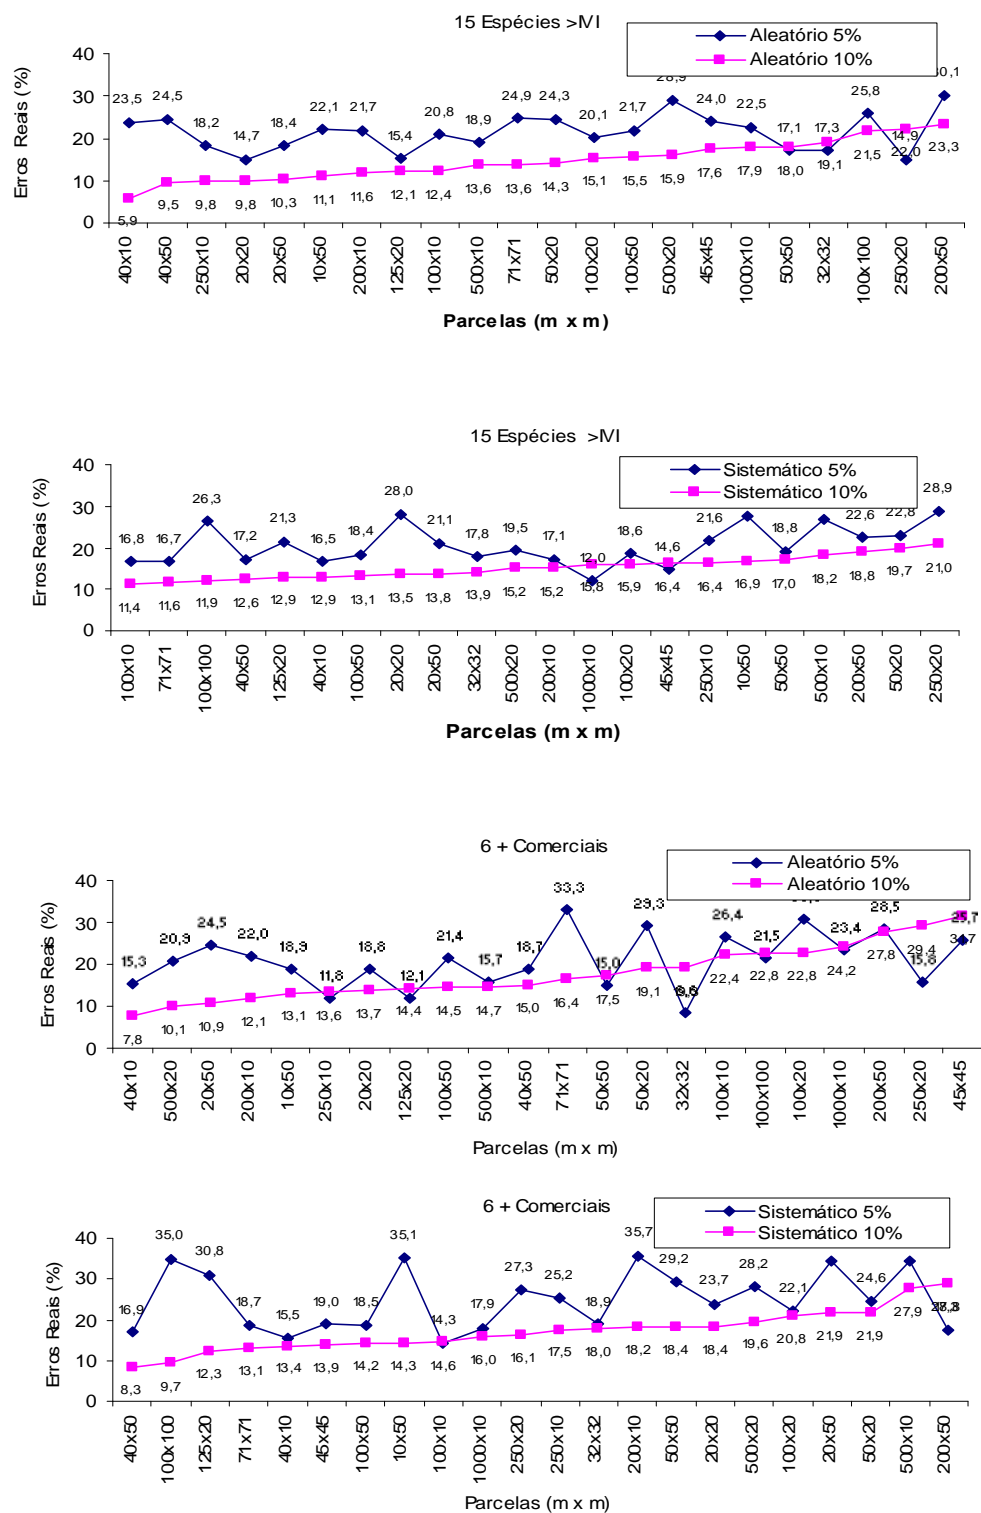 15 Espécies >IVI
Aleatório 5%
Aleatório 10%
Erros Reais (%)
40
30
20
10
0
23,5 24,5 18,2 14,7 18,4 22,1 21,7 15,4 20,8 18,9 24,9 24,3 20,1 21,7 28,9 24,0 22,5 17,1 17,3 25,8 14,9 30,1
5,9 9,5 9,8 9,8 10,3 11,1 11,6 12,1 12,4 13,6 13,6 14,3 15,1 15,5 15,9 17,6 17,9 18,0 19,1 21,5 22,0 23,3
40x10 40x50 250x10 20x20 20x50 10x50 200x10 125x20 100x10 500x10 71x71 50x20 100x20 100x50 500x20 45x45 1000x10 50x50 32x32 100x100 250x20 200x50
Parcelas (m x m)
15 Espécies >IVI
Sistemático 5%
Sistemático 10%
Erros Reais (%)
40
30
20
10
0
16,8 16,7 26,3 17,2 21,3 16,5 18,4 28,0 21,1 17,8 19,5 17,1 12,0 18,6 14,6 21,6 18,8 22,6 22,8 28,9
11,4 11,6 11,9 12,6 12,9 12,9 13,1 13,5 13,8 13,9 15,2 15,2 15,8 15,9 16,4 16,4 16,9 17,0 18,2 18,8 19,7 21,0
100x10 71x71 100x100 40x50 125x20 40x10 100x50 20x20 20x50 32x32 500x20 200x10 1000x10 100x20 45x45 250x10 10x50 50x50 500x10 200x50 50x20 250x20
Parcelas (m x m)
6 + Comerciais
Aleatório 5%
Aleatório 10%
Erros Reais (%)
40
30
20
10
0
15,3 20,9 24,5 22,0 18,9 11,8 18,8 12,1 21,4 15,7 18,7 33,3 15,0 29,3 26,4 21,5 23,4 28,5 15,8 25,7
7,8 10,1 10,9 12,1 13,1 13,6 13,7 14,4 14,5 14,7 15,0 16,4 17,5 19,1 22,4 22,8 22,8 24,2 27,8 29,4
40x10 500x20 20x50 200x10 10x50 250x10 20x20 125x20 100x50 500x10 40x50 71x71 50x50 50x20 32x32 100x10 100x100 100x20 1000x10 200x50 250x20 45x45
Parcelas (m x m)
6 + Comerciais
Sistemático 5%
Sistemático 10%
Erros Reais (%)
40
30
20
10
0
16,9 35,0 30,8 18,7 15,5 19,0 18,5 35,1 14,3 17,9 27,3 25,2 18,9 35,7 29,2 23,7 28,2 22,1 24,6
8,3 9,7 12,3 13,1 13,4 13,9 14,2 14,3 14,6 16,0 16,1 17,5 18,0 18,2 18,4 18,4 19,6 20,8 21,9 21,9 27,9
40x50 100x100 125x20 71x71 40x10 45x45 100x50 10x50 100x10 1000x10 250x20 250x10 32x32 200x10 50x50 20x20 500x20 100x20 20x50 50x20 500x10 200x50
Parcelas (m x m)